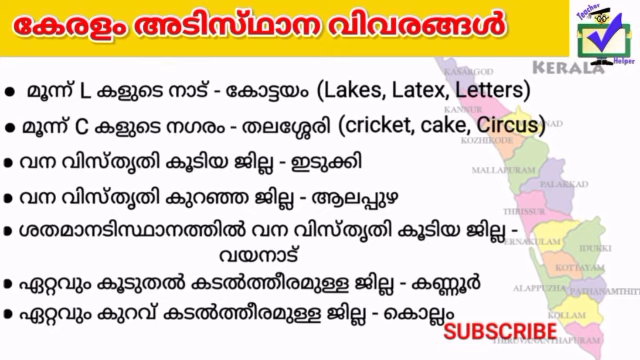 കേരളം അടിസ്ഥാന വിവരങ്ങൾ
Teacher
Helper
KERALA
● മൂന്ന് L കളുടെ നാട് - കോട്ടയം (Lakes, Latex, Letters)
● മൂന്ന് C കളുടെ നഗരം - തലശ്ശേരി (cricket, cake, Circus)
● വന വിസ്തൃതി കൂടിയ ജില്ല - ഇടുക്കി
● വന വിസ്തൃതി കുറഞ്ഞ ജില്ല - ആലപ്പുഴ
● ശതമാനടിസ്ഥാനത്തിൽ വന വിസ്തൃതി കൂടിയ ജില്ല -
വയനാട്
● ഏറ്റവും കൂടുതൽ കടൽത്തീരമുള്ള ജില്ല - കണ്ണൂർ
● ഏറ്റവും കുറവ് കടൽത്തീരമുള്ള ജില്ല - കൊല്ലം
SUBSCRIBE
KASARGOD
KANNUR
KOZHIKODE
MALLAPURAM
PALAKKAD
THRISSUR
IDUKKI
KOTTAYAM
ALAPPUZHA
KOLLAM